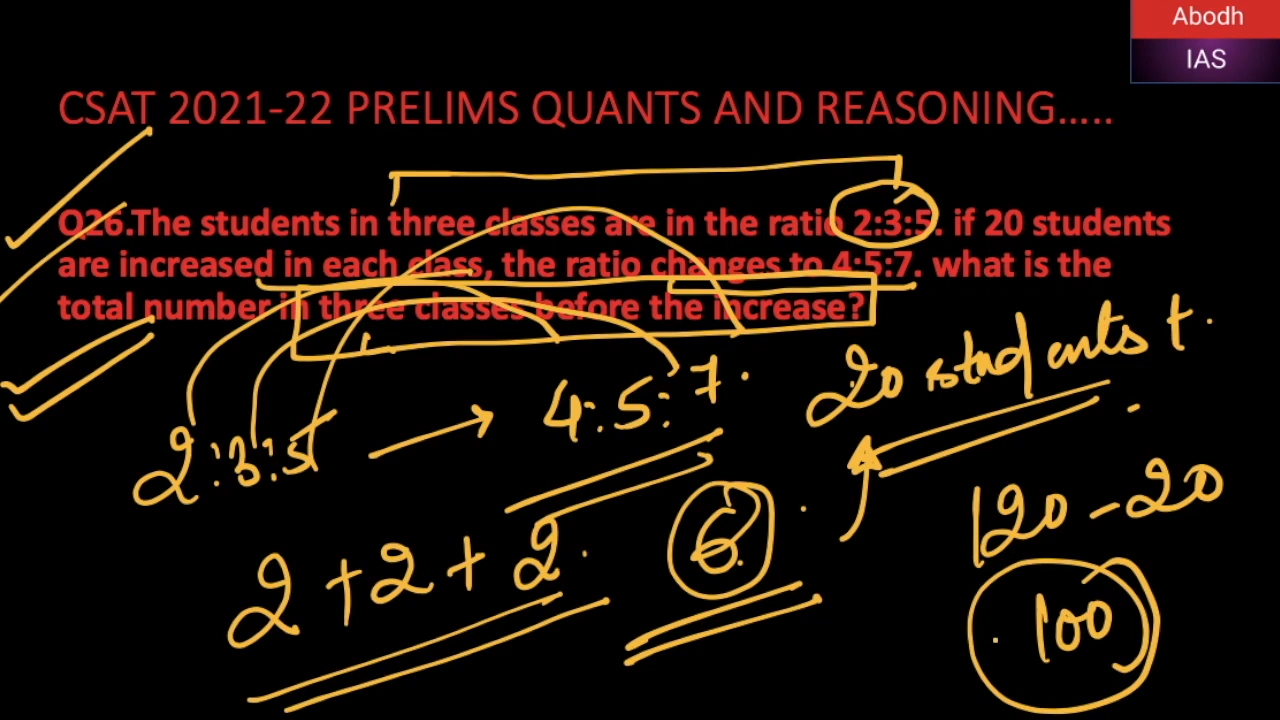 Abodh
IAS
CSAT 2021-22 PRELIMS QUANTS AND REASONING.....
Q26.The students in three classes are in the ratio 2:3:5. if 20 students
are increased in each class, the ratio changes to 4:5:7. what is the
total number in three classes before the increase?
20 students +.
2:3:5 → 4:5:7.
120-20
2+2+2. 6.
100